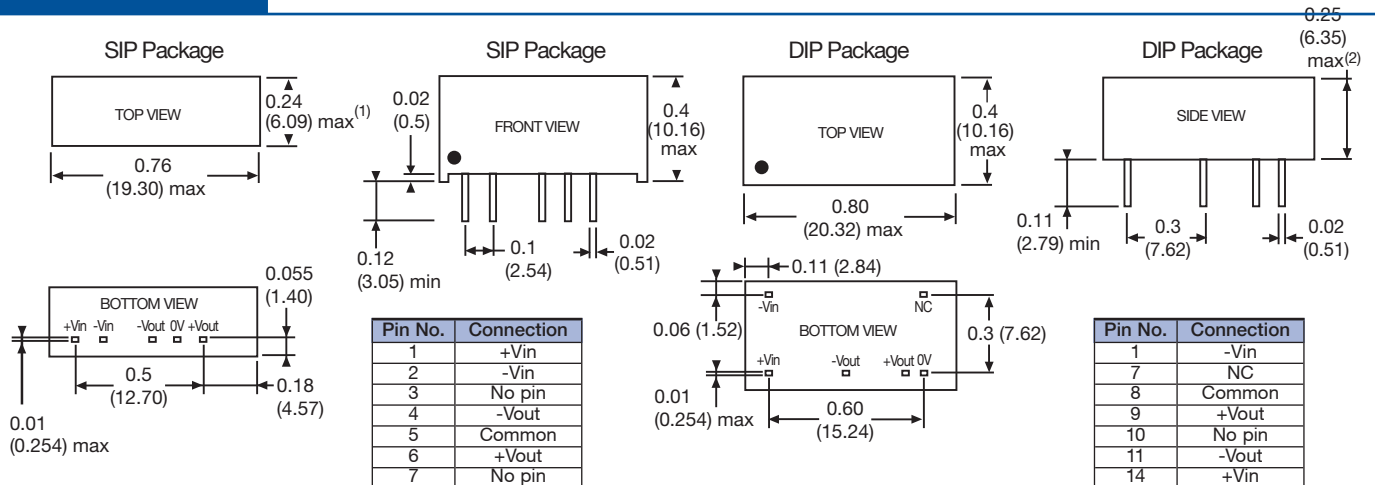 SIP Package
TOP VIEW
0.24
(6.09) max(1)
0.76
(19.30) max
SIP Package
FRONT VIEW
0.02
(0.5)
0.4
(10.16)
max
0.12
(3.05) min
0.1
(2.54)
0.02
(0.51)
DIP Package
TOP VIEW
0.4
(10.16)
max
0.80
(20.32) max
DIP Package
0.25
(6.35)
max(2)
SIDE VIEW
0.11
(2.79) min
0.3
(7.62)
0.02
(0.51)
BOTTOM VIEW
+Vin -Vin -Vout 0V +Vout
0.055
(1.40)
0.5
(12.70)
0.18
(4.57)
0.01
(0.254) max
Pin No. Connection
1 +Vin
2 -Vin
3 No pin
4 -Vout
5 Common
6 +Vout
7 No pin
0.11 (2.84)
-Vin NC
0.06 (1.52)
BOTTOM VIEW
0.3 (7.62)
+Vin -Vout +Vout 0V
0.01
(0.254) max
0.60
(15.24)
Pin No. Connection
1 -Vin
7 NC
8 Common
9 +Vout
10 No pin
11 -Vout
14 +Vin